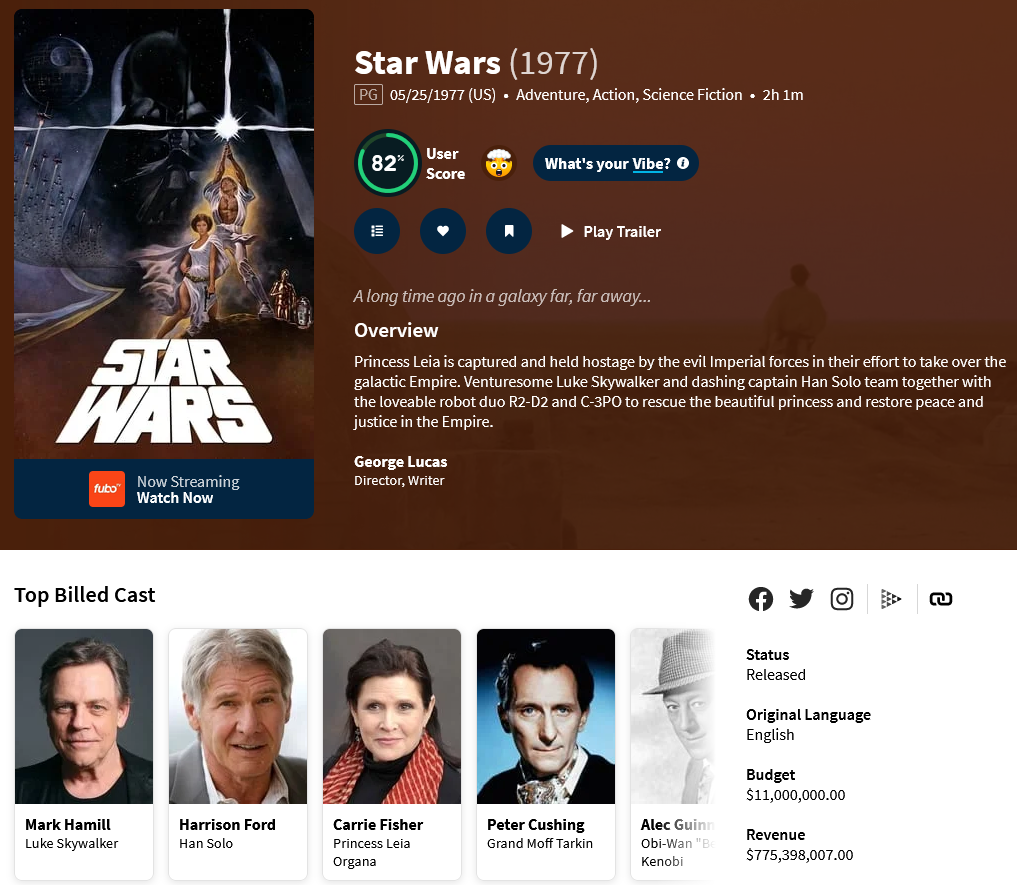 STAR
WARS
fubo
Now Streaming
Watch Now
Star Wars (1977)
PG 05/25/1977 (US) • Adventure, Action, Science Fiction • 2h 1m
82%
User
Score
What's your Vibe?
Play Trailer
A long time ago in a galaxy far, far away...
Overview
Princess Leia is captured and held hostage by the evil Imperial forces in their effort to take over the
galactic Empire. Venturesome Luke Skywalker and dashing captain Han Solo team together with
the loveable robot duo R2-D2 and C-3PO to rescue the beautiful princess and restore peace and
justice in the Empire.
George Lucas
Director, Writer
Top Billed Cast
Mark Hamill
Luke Skywalker
Harrison Ford
Han Solo
Carrie Fisher
Princess Leia
Organa
Peter Cushing
Grand Moff Tarkin
Alec Guinn
Obi-Wan "Be
Kenobi
Status
Released
Original Language
English
Budget
$11,000,000.00
Revenue
$775,398,007.00